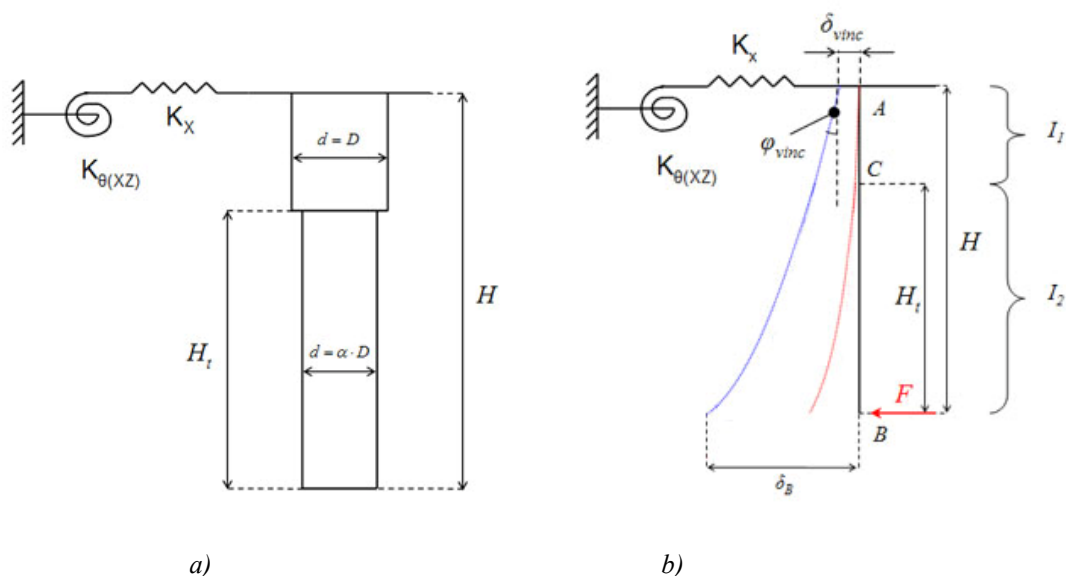 K_X
K_θ(XZ)
d = D
H_t
H
d = α · D
a)
δ_vinc
K_x
K_θ(XZ)
φ_vinc
A
C
I_1
H
H_t
I_2
F
B
δ_B
b)